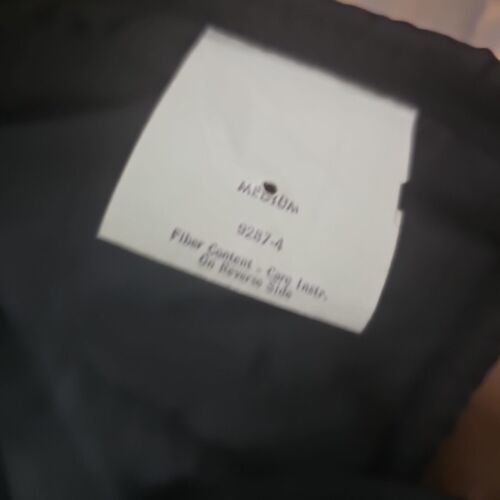 MEDIUM
9287-4
Fiber Content - Care Instr.
On Reverse Side